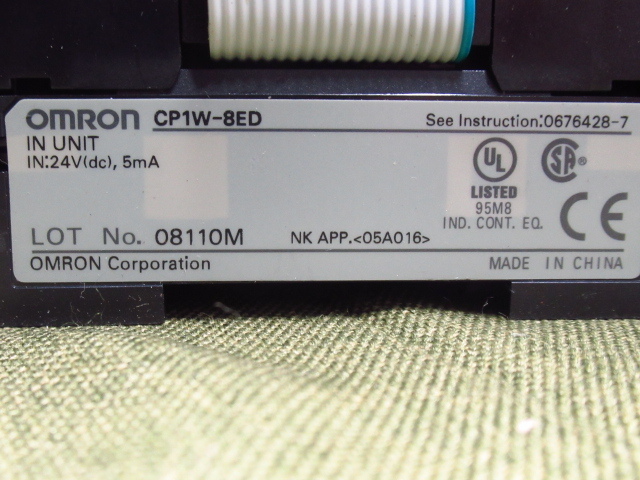 OMRON CP1W-8ED See Instruction:0676428-7
IN UNIT
IN:24V(dc), 5mA
UL SA
LISTED
95M8
IND. CONT. EQ. CE
LOT No. 08110M NK APP.<05A016>
OMRON Corporation MADE IN CHINA